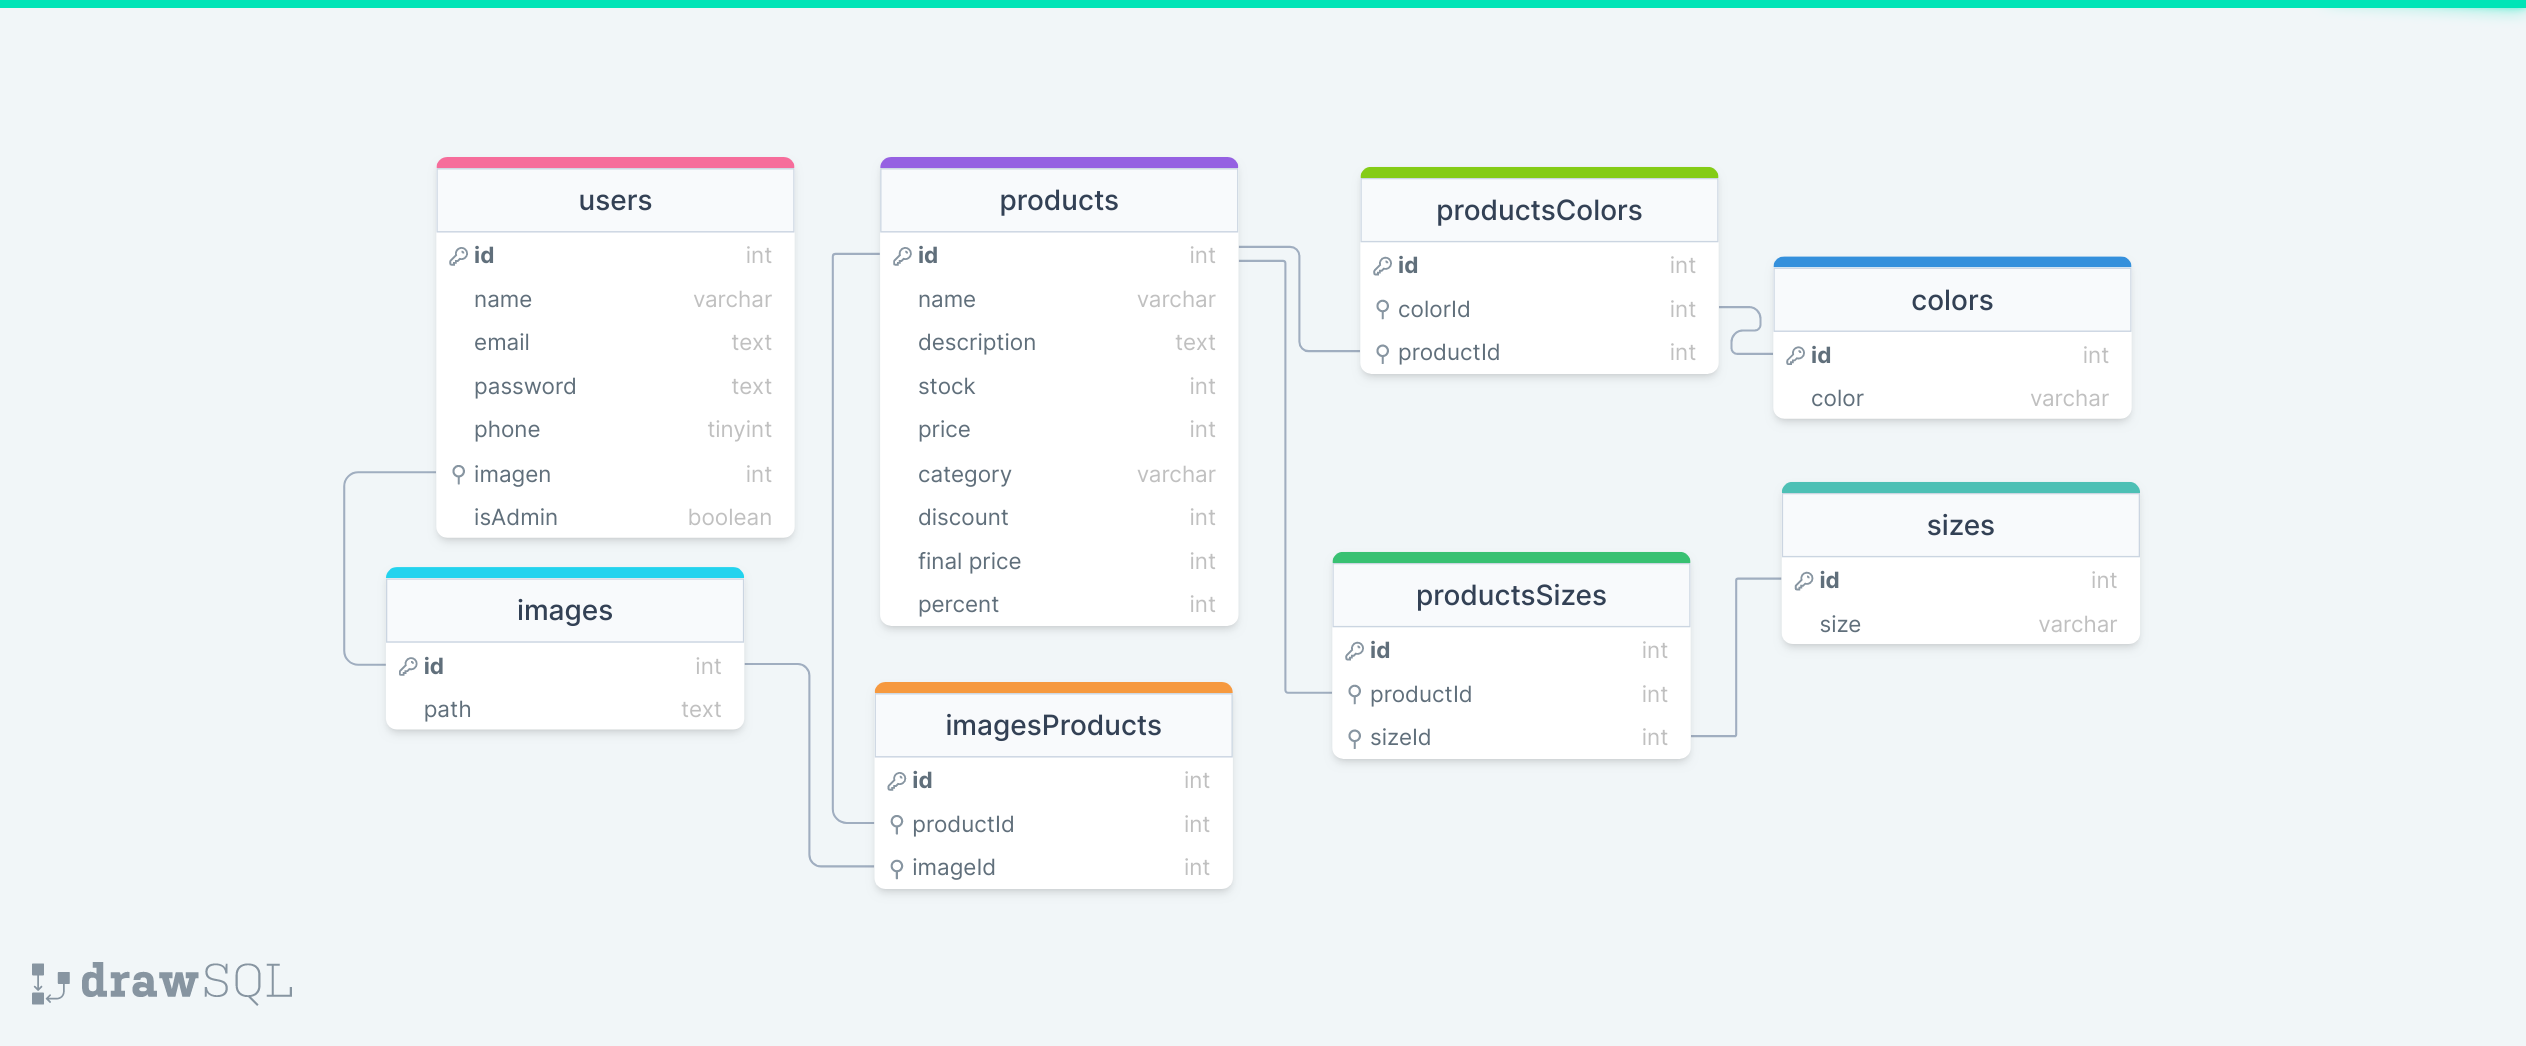 users
id int
name varchar
email text
password text
phone tinyint
imagen int
isAdmin boolean
images
id int
path text
products
id int
name varchar
description text
stock int
price int
category varchar
discount int
final price int
percent int
imagesProducts
id int
productId int
imageId int
productsColors
id int
colorId int
productId int
colors
id int
color varchar
productsSizes
id int
productId int
sizeId int
sizes
id int
size varchar
drawSQL